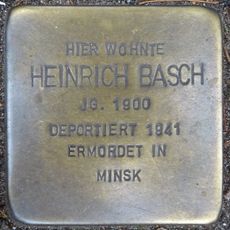 HIER WOHNTE
HEINRICH BASCH
JG. 1900
DEPORTIERT 1941
ERMORDET IN
MINSK